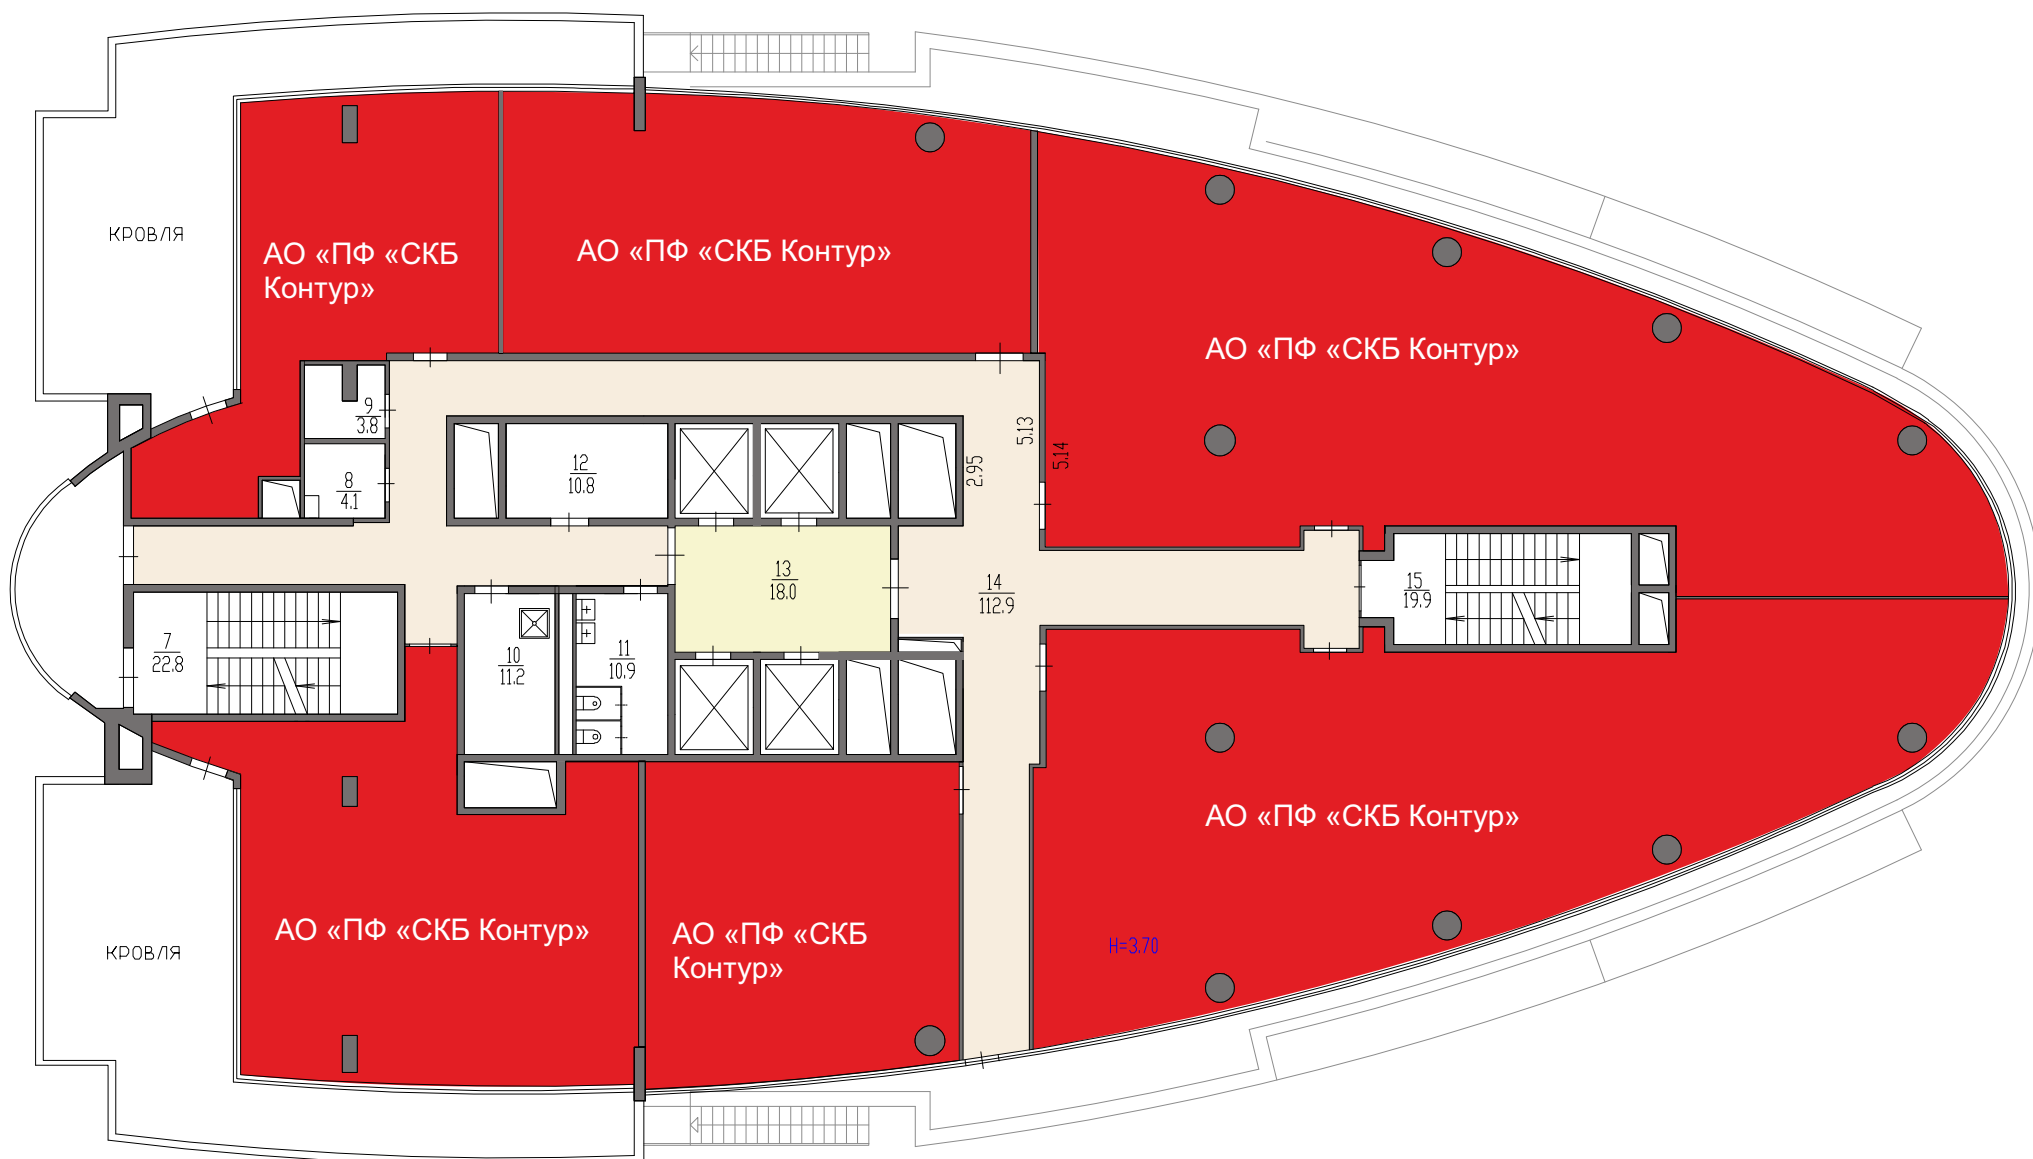 КРОВЛЯ
АО «ПФ «СКБ
Контур»
АО «ПФ «СКБ Контур»
АО «ПФ «СКБ Контур»
9
3.8
8
4.1
12
10.8
2.95
5.13
5.14
13
18.0
14
112.9
15
19.9
7
22.8
10
11.2
11
10.9
АО «ПФ «СКБ Контур»
АО «ПФ «СКБ Контур»
АО «ПФ «СКБ
Контур»
H=3.70
КРОВЛЯ